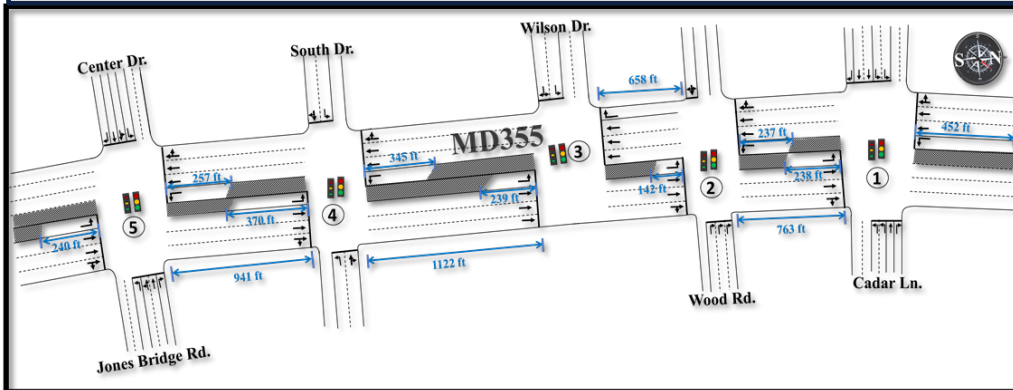 Wilson Dr.
South Dr.
Center Dr.
S N
658 ft
MD355
237 ft
452 ft
345 ft
3
1
257 ft
2
238 ft
142 ft
4
239 ft
5
370 ft
240 ft
763 ft
1122 ft
941 ft
Cadar Ln.
Wood Rd.
Jones Bridge Rd.